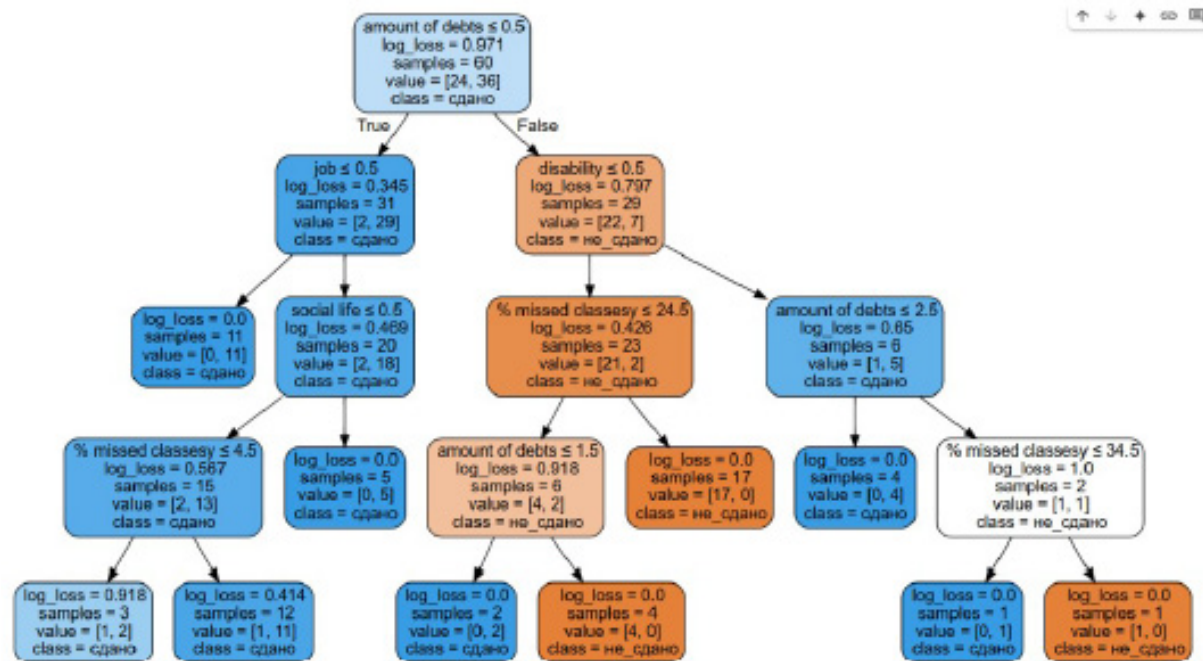 amount of debts ≤ 0.5
log_loss = 0.971
samples = 60
value = [24, 36]
class = сдано
True
False
job ≤ 0.5
log_loss = 0.345
samples = 31
value = [2, 29]
class = сдано
disability ≤ 0.5
log_loss = 0.797
samples = 29
value = [22, 7]
class = не_сдано
log_loss = 0.0
samples = 11
value = [0, 11]
class = сдано
social life ≤ 0.5
log_loss = 0.469
samples = 20
value = [2, 18]
class = сдано
% missed classesy ≤ 24.5
log_loss = 0.426
samples = 23
value = [21, 2]
class = не_сдано
amount of debts ≤ 2.5
log_loss = 0.65
samples = 6
value = [1, 5]
class = сдано
% missed classesy ≤ 4.5
log_loss = 0.567
samples = 15
value = [2, 13]
class = сдано
log_loss = 0.0
samples = 5
value = [0, 5]
class = сдано
amount of debts ≤ 1.5
log_loss = 0.918
samples = 6
value = [4, 2]
class = не_сдано
log_loss = 0.0
samples = 17
value = [17, 0]
class = не_сдано
log_loss = 0.0
samples = 4
value = [0, 4]
class = сдано
% missed classesy ≤ 34.5
log_loss = 1.0
samples = 2
value = [1, 1]
class = не_сдано
log_loss = 0.918
samples = 3
value = [1, 2]
class = сдано
log_loss = 0.414
samples = 12
value = [1, 11]
class = сдано
log_loss = 0.0
samples = 2
value = [0, 2]
class = сдано
log_loss = 0.0
samples = 4
value = [4, 0]
class = не_сдано
log_loss = 0.0
samples = 1
value = [0, 1]
class = сдано
log_loss = 0.0
samples = 1
value = [1, 0]
class = не_сдано